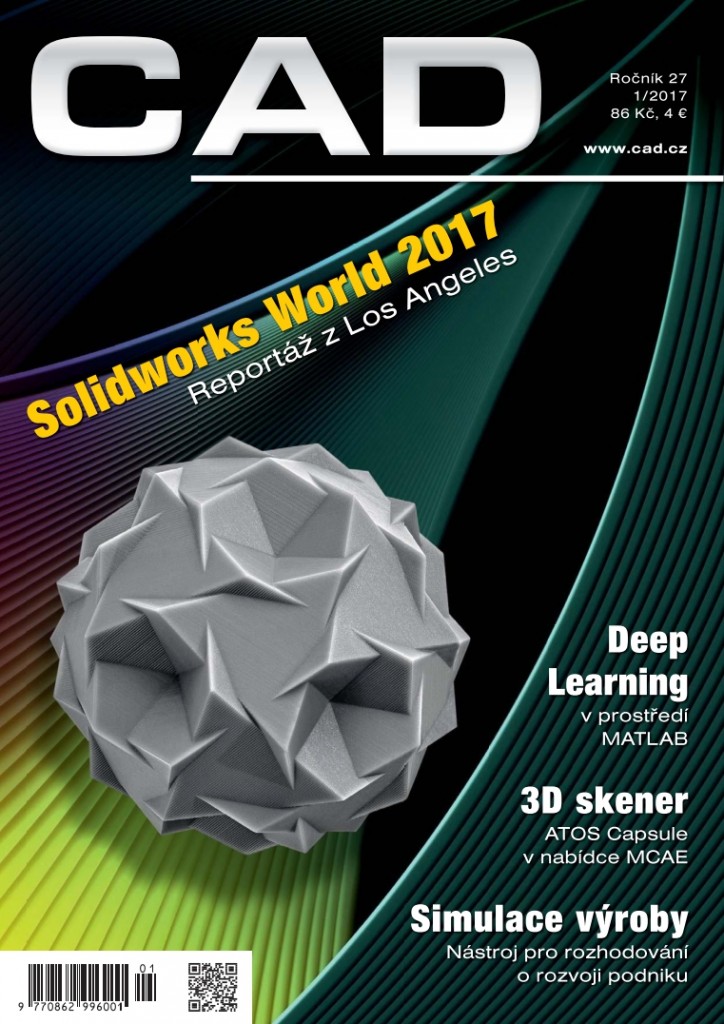 CAD
Ročník 27
1/2017
86 Kč, 4 €
www.cad.cz
Solidworks World 2017
Reportáž z Los Angeles
Deep
Learning
v prostředí
MATLAB
3D skener
ATOS Capsule
v nabídce MCAE
Simulace výroby
Nástroj pro rozhodování
o rozvoji podniku
01
9 770862 996001